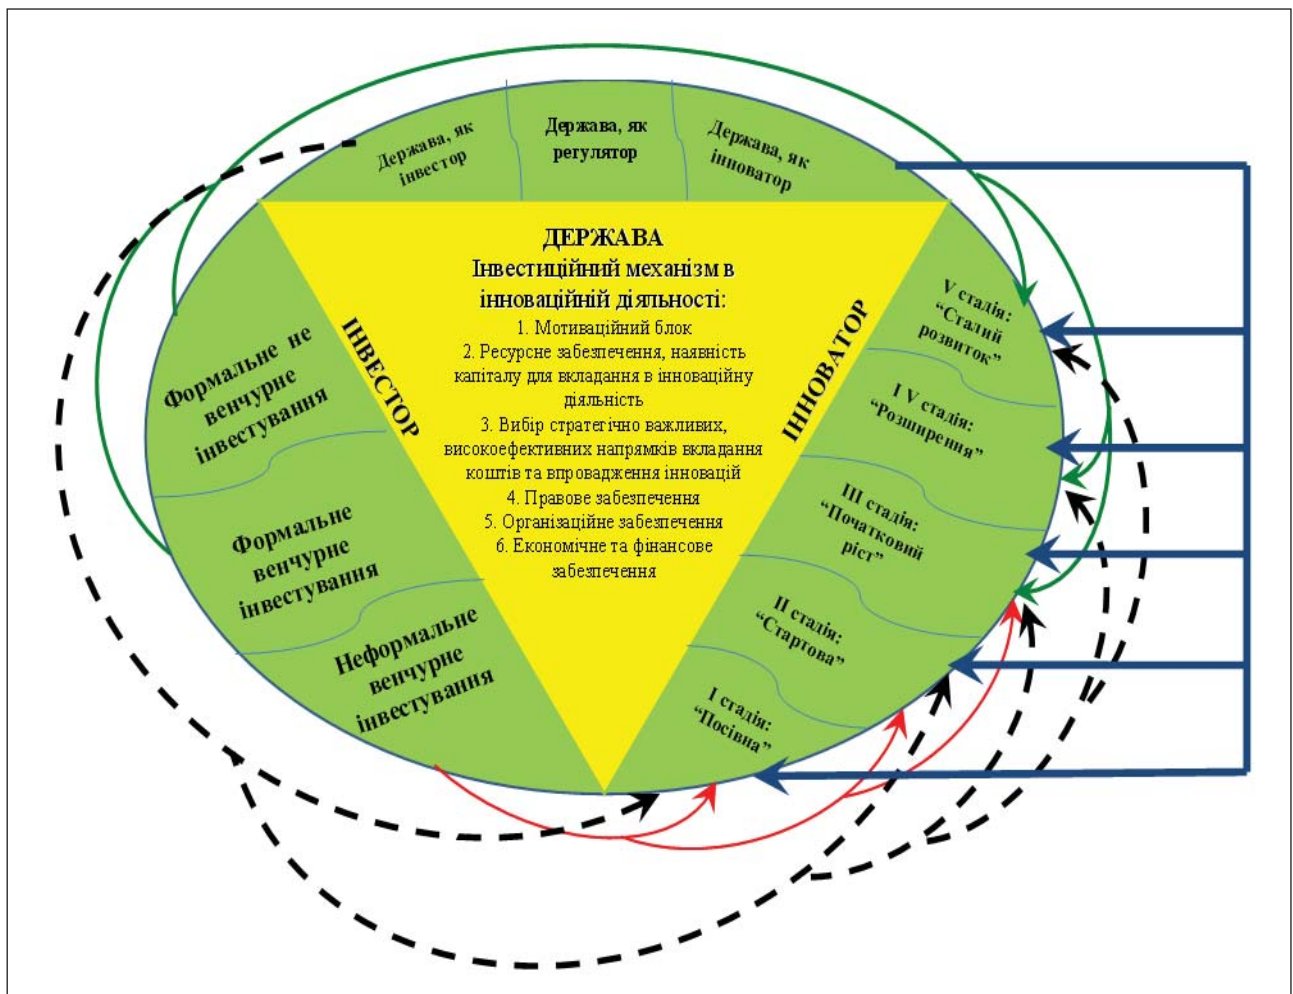 Держава, як
інвестор
Держава, як
регулятор
Держава, як
інноватор
ДЕРЖАВА
Інвестиційний механізм в
інноваційній діяльності:
1. Мотиваційний блок
2. Ресурсне забезпечення, наявність
капіталу для вкладання в інноваційну
діяльність
3. Вибір стратегічно важливих,
високоефективних напрямків вкладання
коштів та впровадження інновацій
4. Правове забезпечення
5. Організаційне забезпечення
6. Економічне та фінансове
забезпечення
ІНВЕСТОР
ІННОВАТОР
Формальне не
венчурне
інвестування
Формальне
венчурне
інвестування
Неформальне
венчурне
інвестування
V стадія:
“Сталий
розвиток”
I V стадія:
“Розширення”
III стадія:
“Початковий
ріст”
II стадія:
“Стартова”
I стадія:
“Посівна”